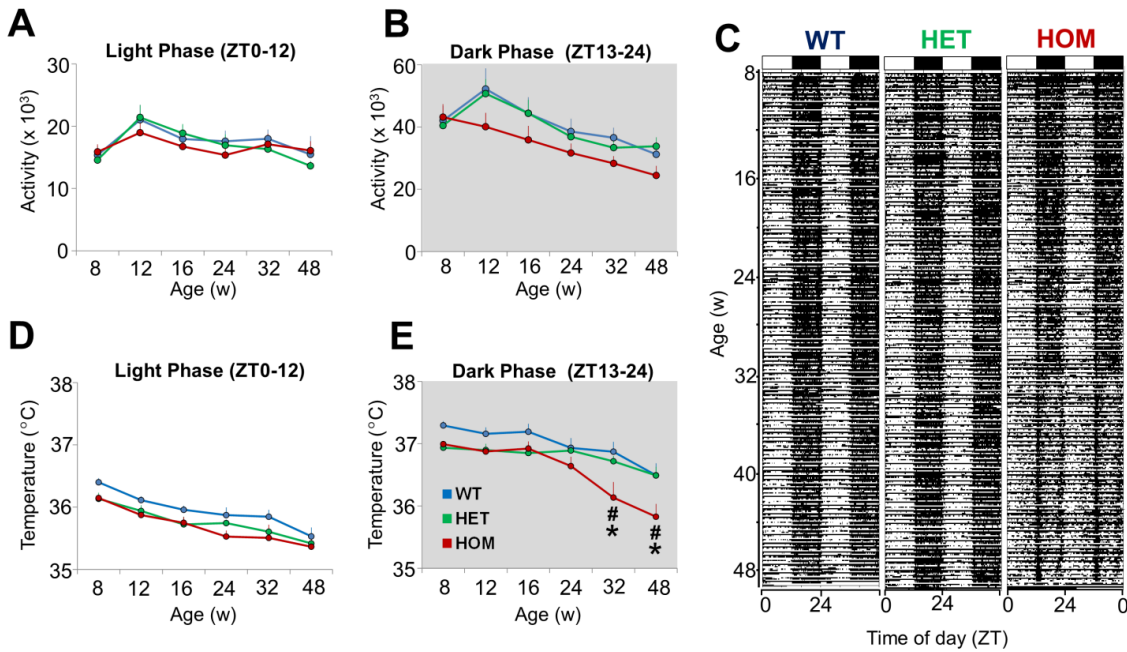 A
Light Phase (ZT0-12)
Activity (x 10³)
30
20
10
0
8 12 16 24 32 48
Age (w)
B
Dark Phase (ZT13-24)
Activity (x 10³)
60
40
20
0
8 12 16 24 32 48
Age (w)
C
WT HET HOM
Age (w)
8
16
24
32
40
48
0 24 0 24 0 24 0
Time of day (ZT)
D
Light Phase (ZT0-12)
Temperature (°C)
38
37
36
35
8 12 16 24 32 48
Age (w)
E
Dark Phase (ZT13-24)
Temperature (°C)
38
37
36
35
WT
HET
HOM
# #
* *
8 12 16 24 32 48
Age (w)